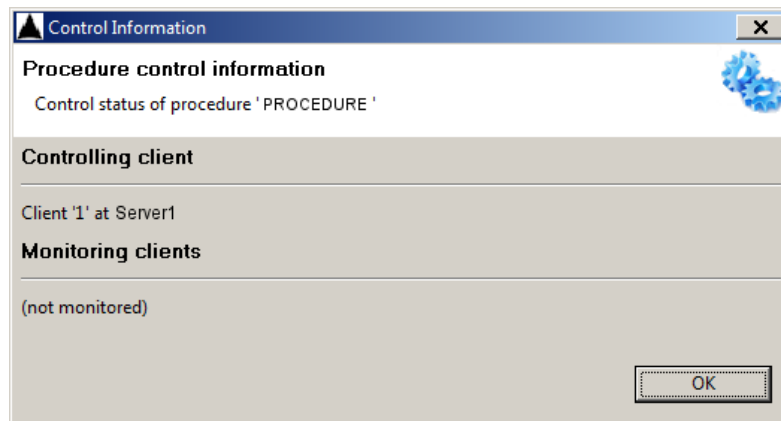 Control Information
Procedure control information
Control status of procedure ' PROCEDURE '
Controlling client
Client '1' at Server1
Monitoring clients
(not monitored)
OK